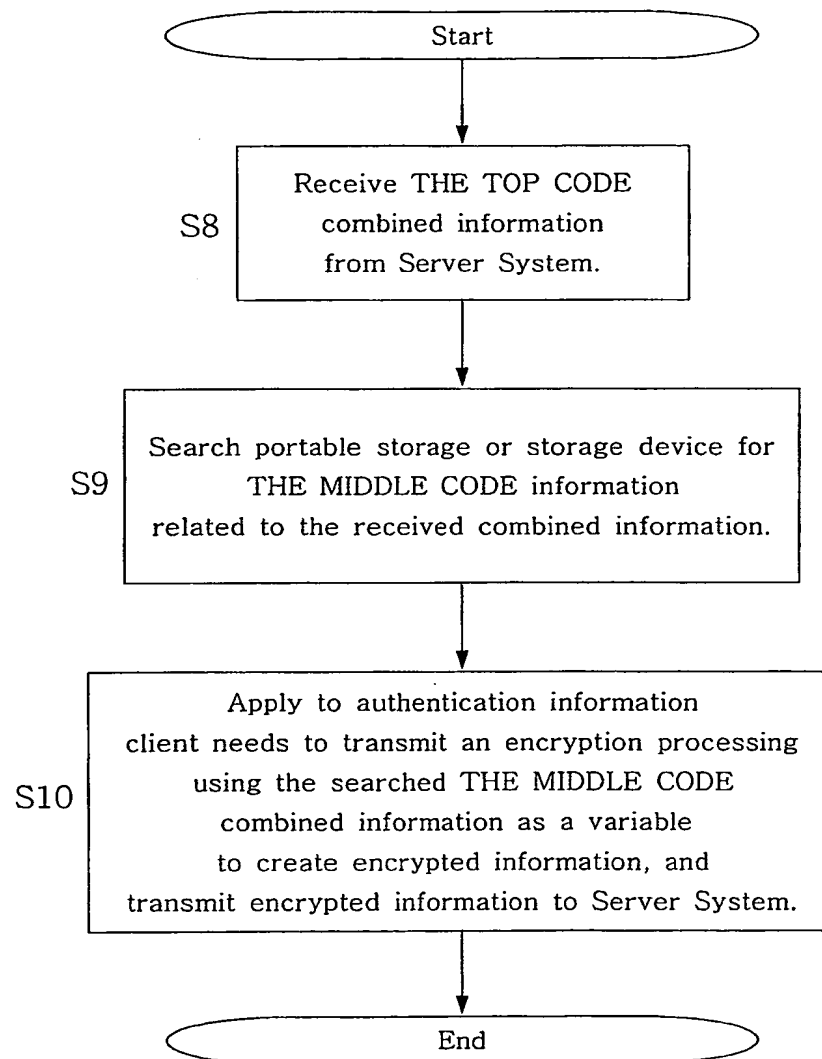 Start
Receive THE TOP CODE
combined information
from Server System.
S8
Search portable storage or storage device for
THE MIDDLE CODE information
related to the received combined information.
S9
Apply to authentication information
client needs to transmit an encryption processing
using the searched THE MIDDLE CODE
combined information as a variable
to create encrypted information, and
transmit encrypted information to Server System.
S10
End